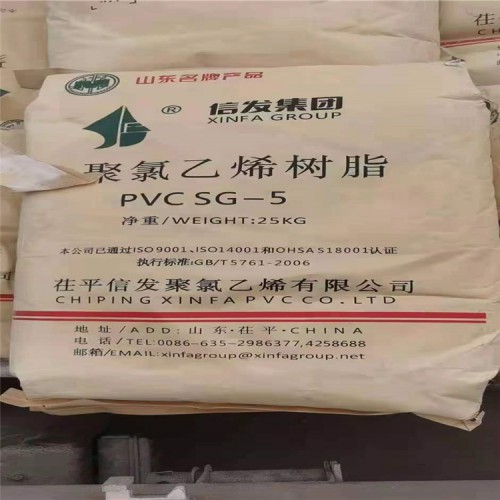 山东名牌产品
® 信发集团
XINFA GROUP
聚氯乙烯树脂
PVC SG-5
净重/WEIGHT:25KG
本公司已通过ISO9001、ISO14001和OHSAS18001认证
执行标准:GB/T5761-2006
茌平信发聚氯乙烯有限公司
CHIPING XINFA PVC CO.,LTD
地址/ADD:山东·茌平·CHINA
电话/TEL:0086-635-2986377,4258688
邮箱/EMAIL:xinfagroup@xinfagroup.net